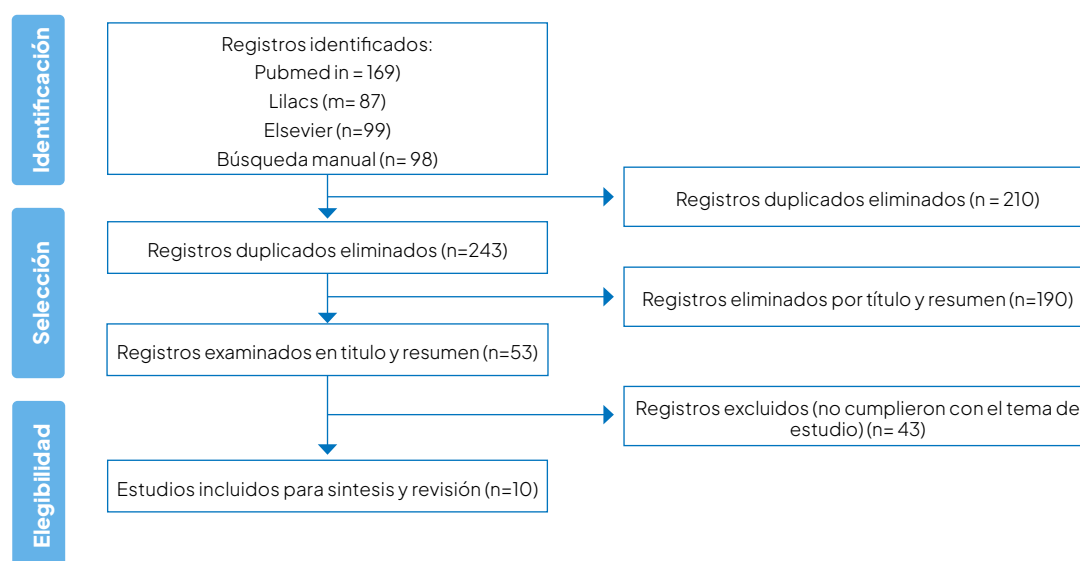 Identificación
Registros identificados:
Pubmed in = 169)
Lilacs (m= 87)
Elsevier (n=99)
Búsqueda manual (n= 98)
Registros duplicados eliminados (n = 210)
Selección
Registros duplicados eliminados (n=243)
Registros eliminados por título y resumen (n=190)
Registros examinados en titulo y resumen (n=53)
Elegibilidad
Registros excluidos (no cumplieron con el tema de
estudio) (n= 43)
Estudios incluidos para sintesis y revisión (n=10)